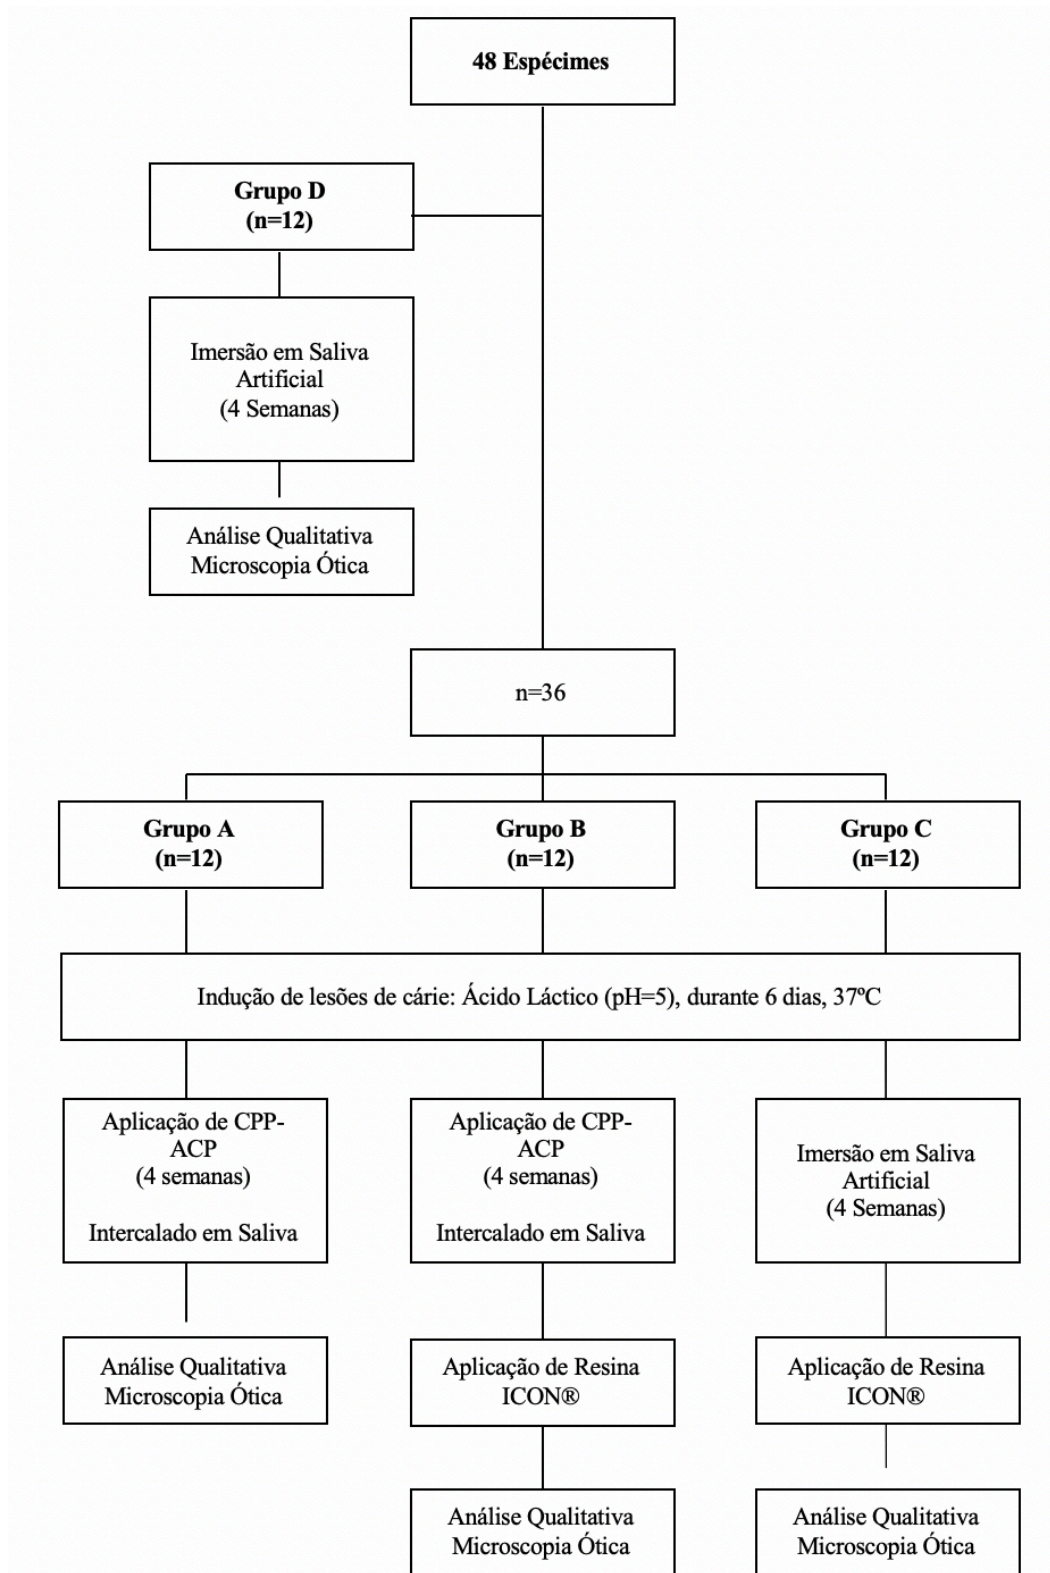 48 Espécimes
Grupo D
(n=12)
Imersão em Saliva
Artificial
(4 Semanas)
Análise Qualitativa
Microscopia Ótica
n=36
Grupo A
(n=12)
Grupo B
(n=12)
Grupo C
(n=12)
Indução de lesões de cárie: Ácido Láctico (pH=5), durante 6 dias, 37ºC
Aplicação de CPP-
ACP
(4 semanas)
Intercalado em Saliva
Aplicação de CPP-
ACP
(4 semanas)
Intercalado em Saliva
Imersão em Saliva
Artificial
(4 Semanas)
Análise Qualitativa
Microscopia Ótica
Aplicação de Resina
ICON®
Aplicação de Resina
ICON®
Análise Qualitativa
Microscopia Ótica
Análise Qualitativa
Microscopia Ótica